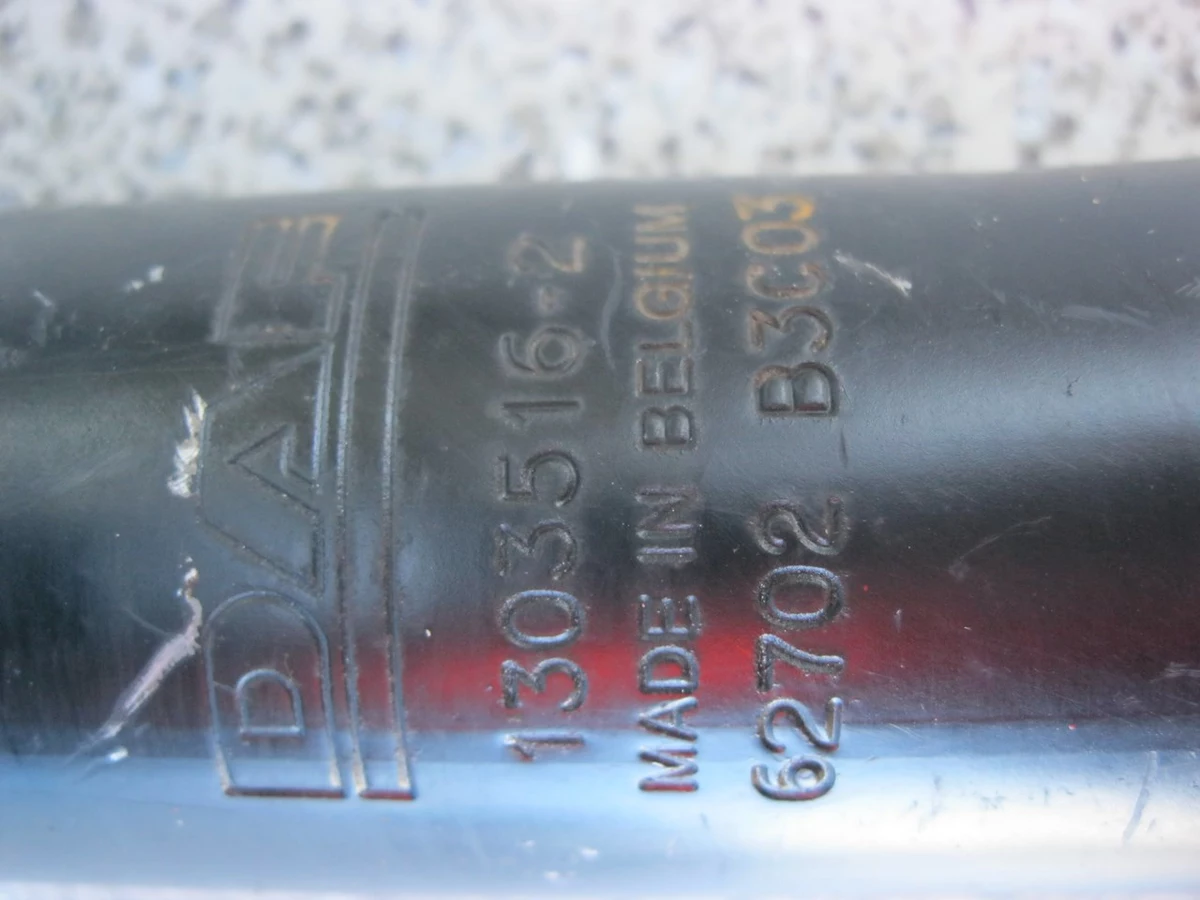 DAF
1303516-2
MADE IN BELGIUM
62702 B3C03